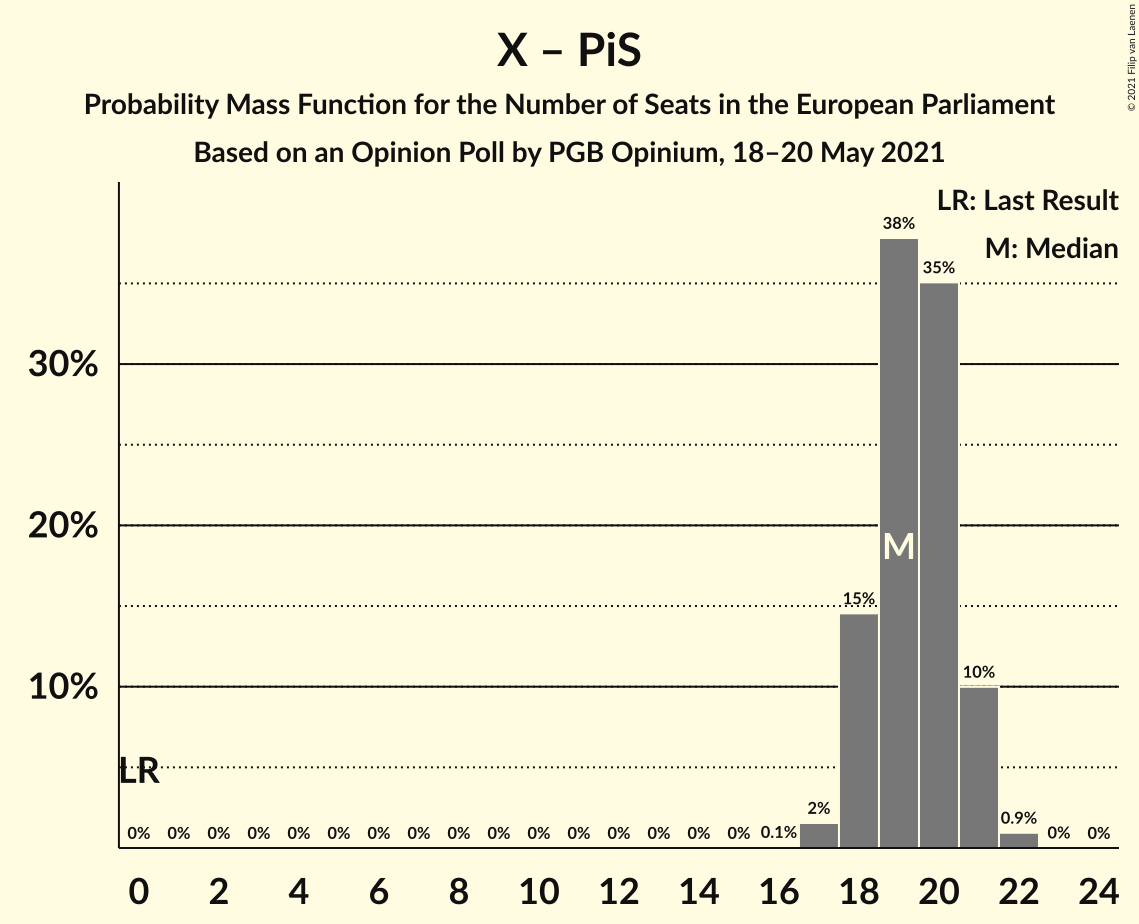 © 2021 Filip van Laenen
X – PiS
Probability Mass Function for the Number of Seats in the European Parliament
Based on an Opinion Poll by PGB Opinium, 18–20 May 2021
LR: Last Result
M: Median
38%
35%
30%
20%
M
15%
10%
10%
LR
0% 0% 0% 0% 0% 0% 0% 0% 0% 0% 0% 0% 0% 0% 0% 0% 0.1% 2% 0.9% 0% 0%
0 2 4 6 8 10 12 14 16 18 20 22 24